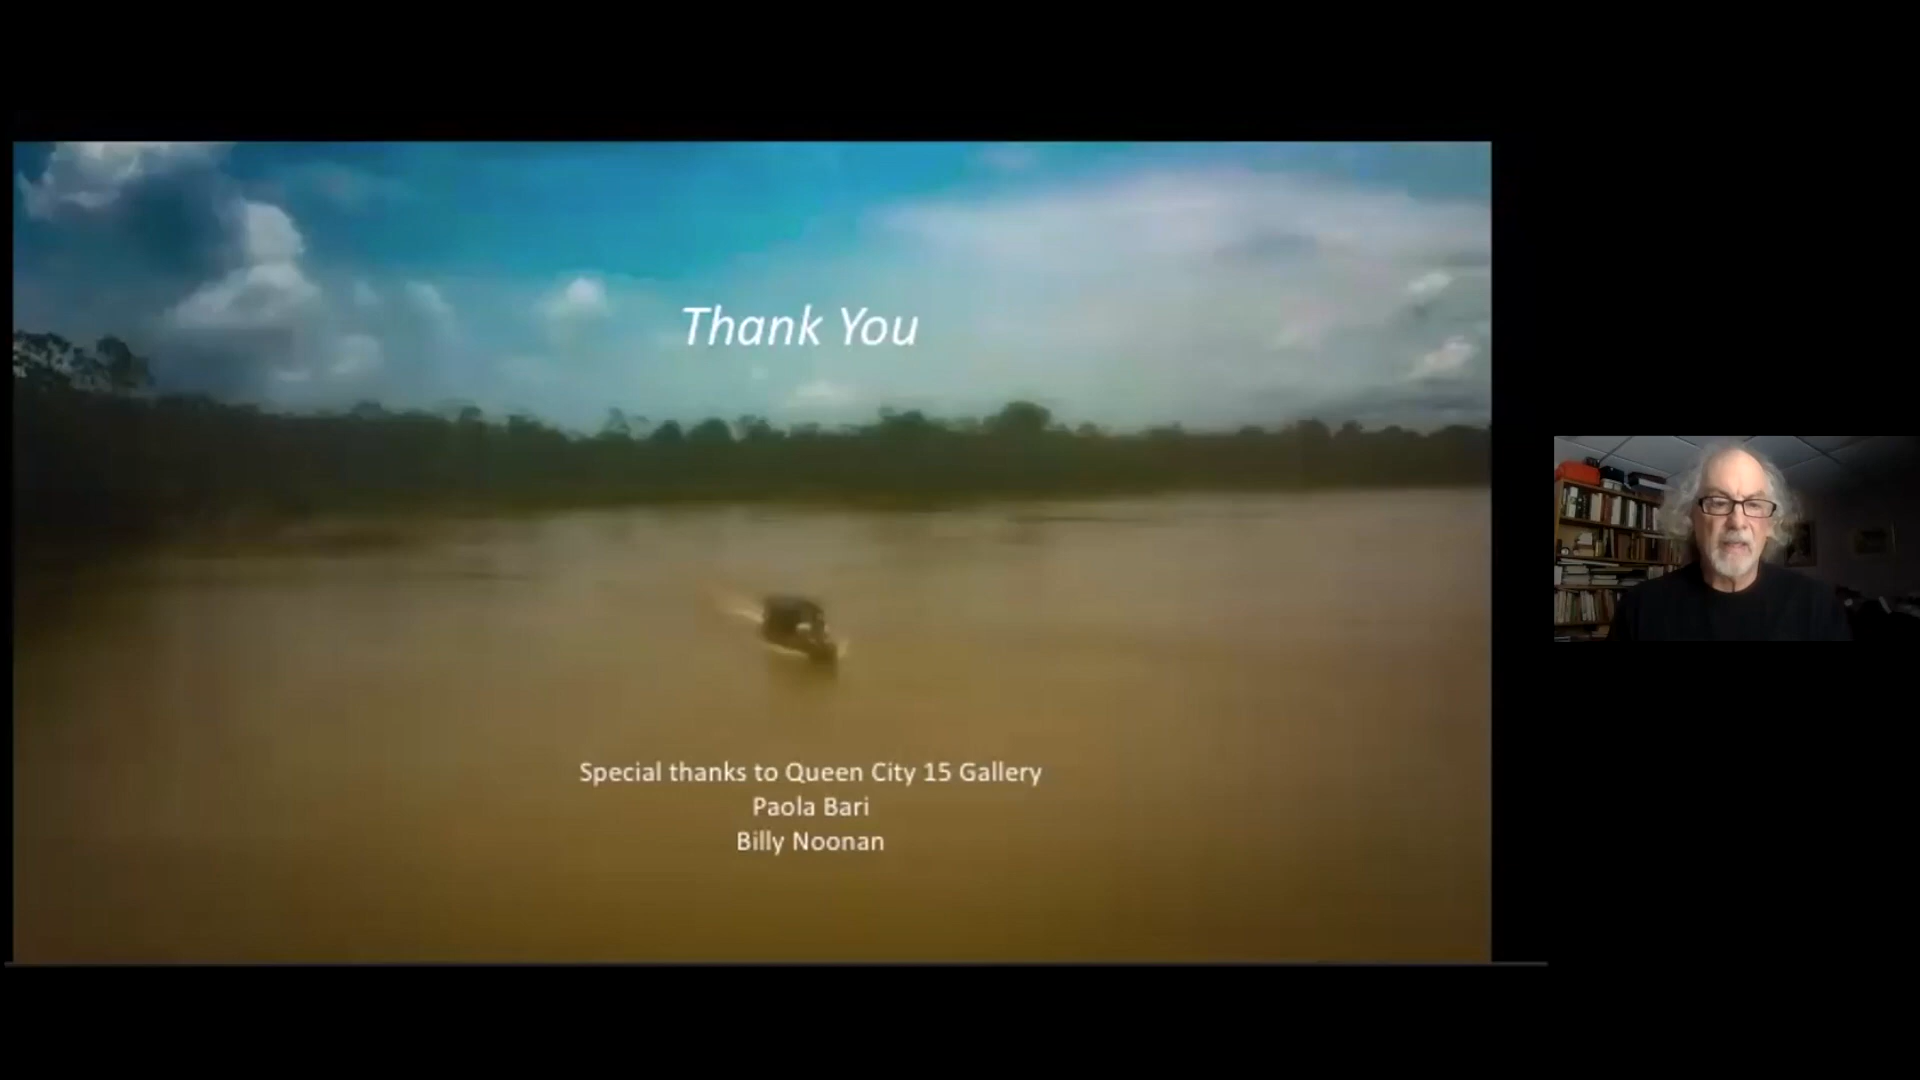 Thank You
Special thanks to Queen City 15 Gallery
Paola Bari
Billy Noonan